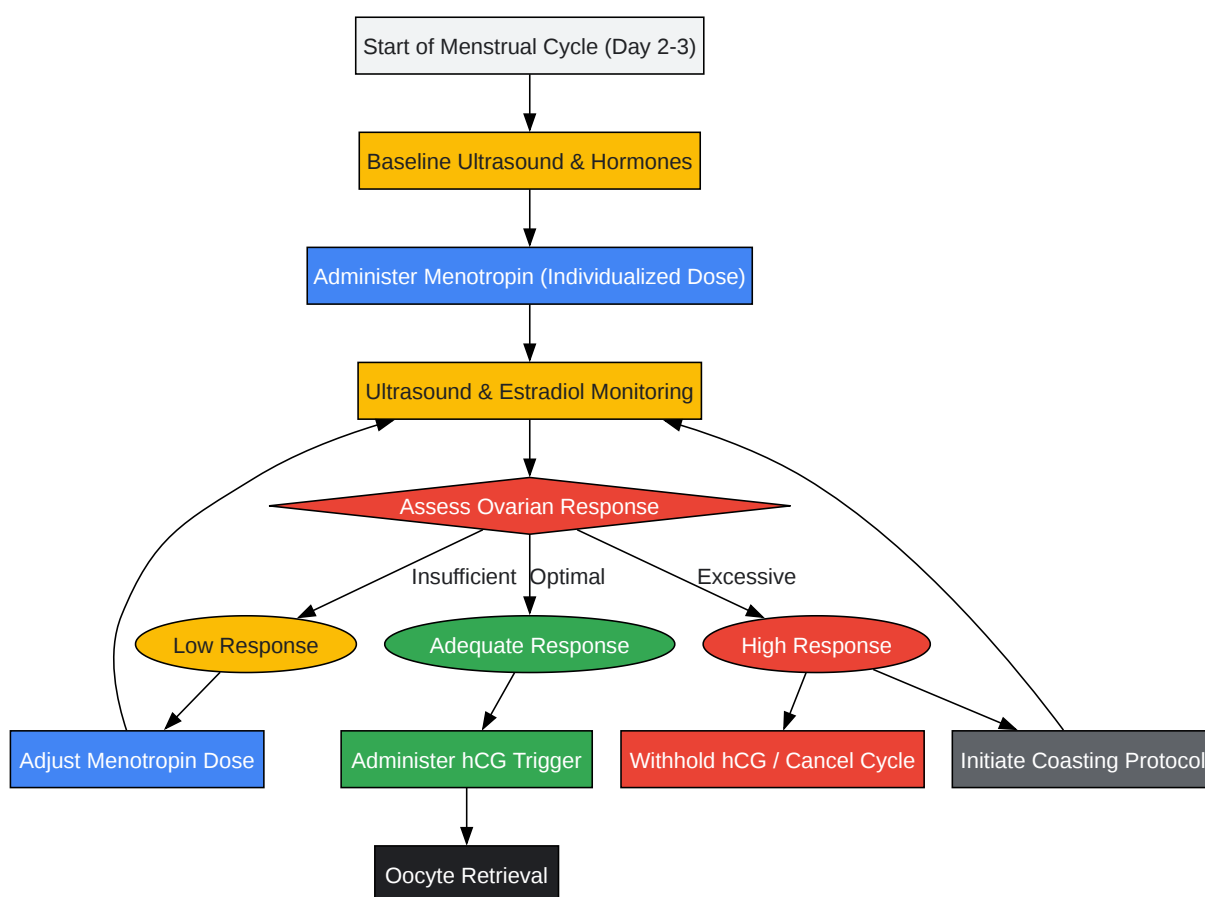 Start of Menstrual Cycle (Day 2-3)
Baseline Ultrasound & Hormones
Administer Menotropin (Individualized Dose)
Ultrasound & Estradiol Monitoring
Assess Ovarian Response
Insufficient
Optimal
Excessive
Low Response
Adequate Response
High Response
Adjust Menotropin Dose
Administer hCG Trigger
Withhold hCG / Cancel Cycle
Initiate Coasting Protocol
Oocyte Retrieval